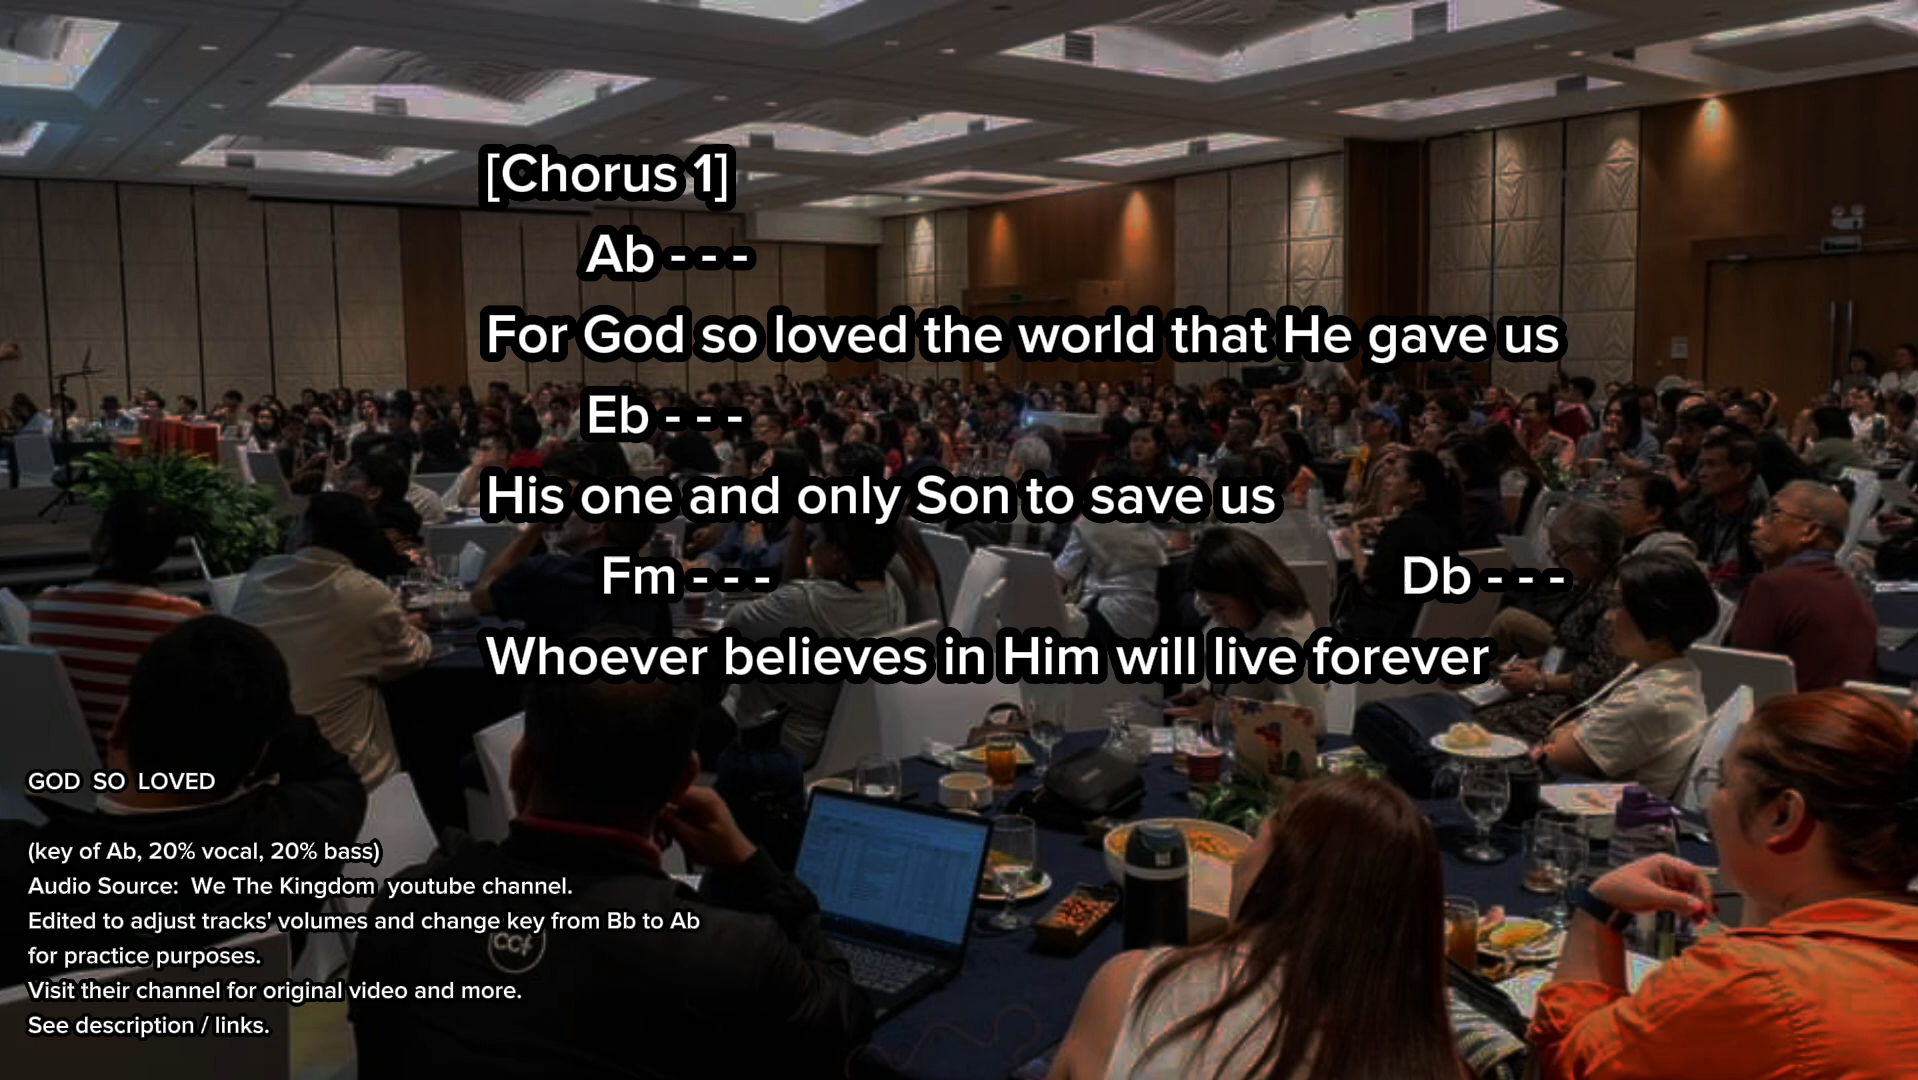 [Chorus 1]
Ab - - -
For God so loved the world that He gave us
Eb - - -
His one and only Son to save us
Fm - - - Db - - -
Whoever believes in Him will live forever
GOD SO LOVED
(key of Ab, 20% vocal, 20% bass)
Audio Source: We The Kingdom youtube channel.
Edited to adjust tracks' volumes and change key from Bb to Ab
for practice purposes.
Visit their channel for original video and more.
See description / links.